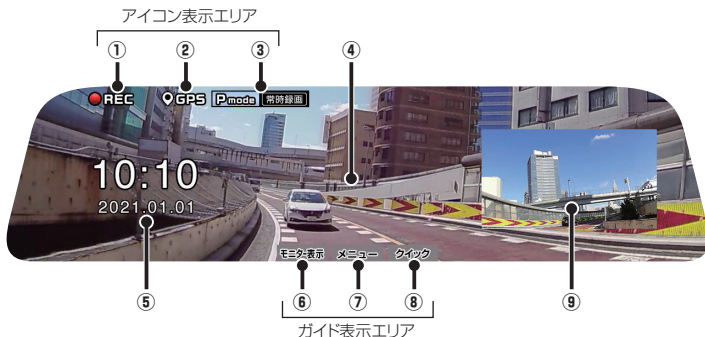 アイコン表示エリア
① ② ③ ④
REC GPS Pmode 常時録画
10:10
2021.01.01
モニター表示 メニュー クイック
⑤ ⑥ ⑦ ⑧ ⑨
ガイド表示エリア